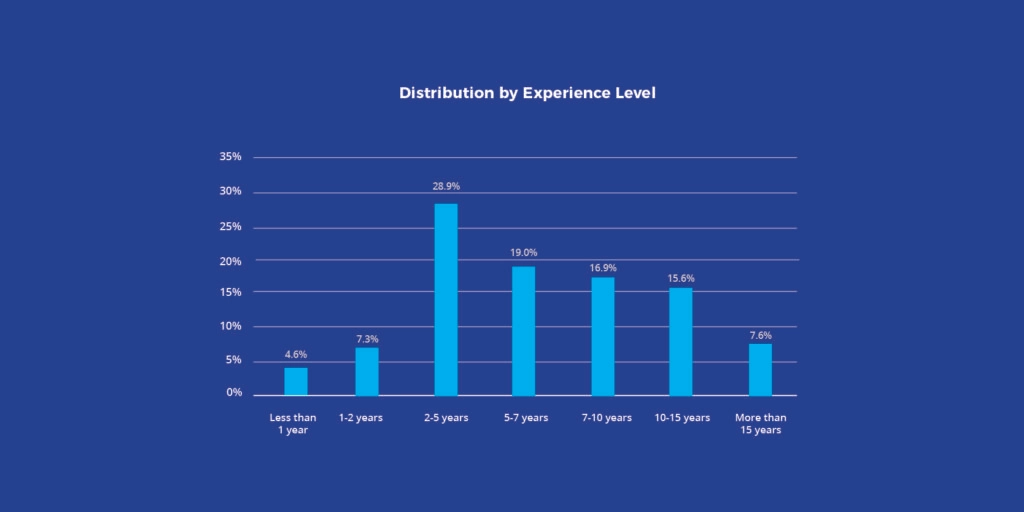 Distribution by Experience Level
35%
30%
25%
20%
15%
10%
5%
0%
4.6%
7.3%
28.9%
19.0%
16.9%
15.6%
7.6%
Less than
1 year
1-2 years
2-5 years
5-7 years
7-10 years
10-15 years
More than
15 years